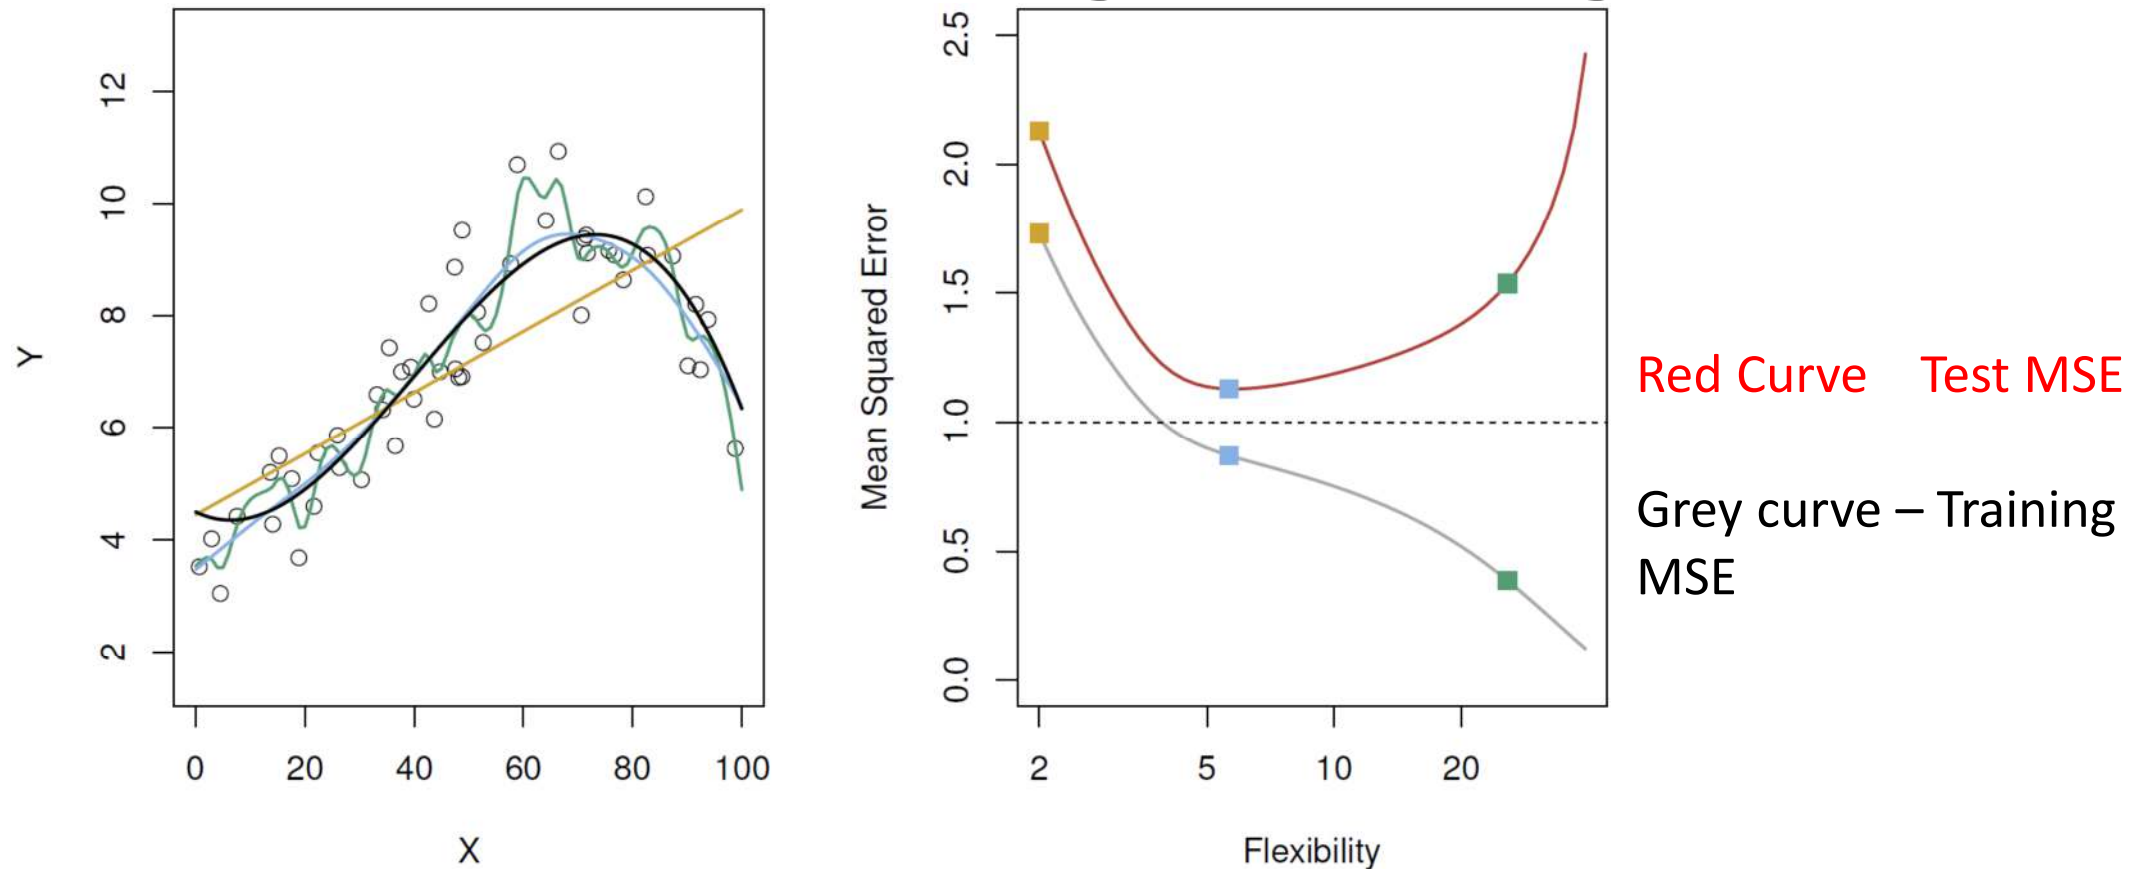 12
10
8
6
4
2
Y
0 20 40 60 80 100
X
2.5
2.0
1.5
1.0
0.5
0.0
Mean Squared Error
2 5 10 20
Flexibility
Red Curve Test MSE
Grey curve – Training
MSE